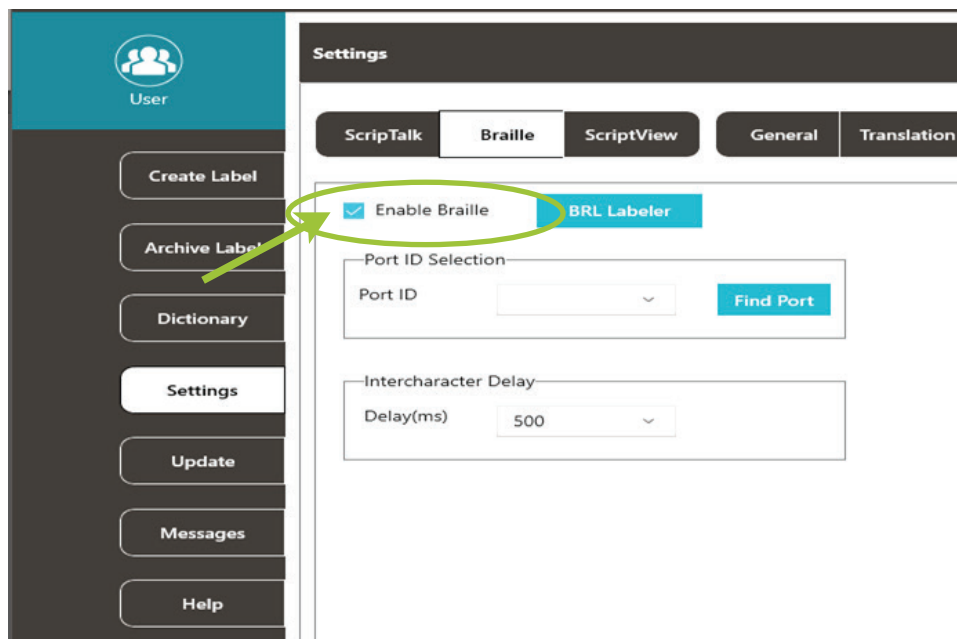 User
Create Label
Archive Label
Dictionary
Settings
Update
Messages
Help
Settings
ScripTalk Braille ScriptView General Translation
Enable Braille BRL Labeler
Port ID Selection
Port ID Find Port
Intercharacter Delay
Delay(ms) 500